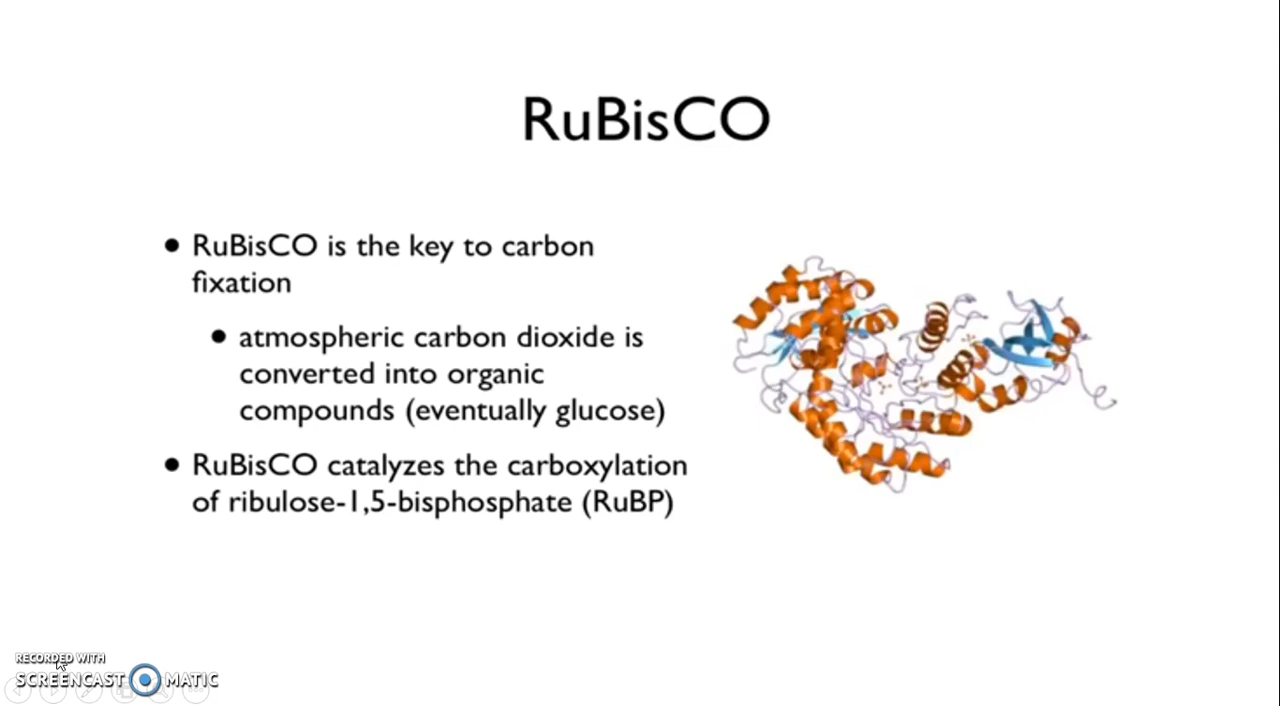 RuBisCO
• RuBisCO is the key to carbon
fixation
• atmospheric carbon dioxide is
converted into organic
compounds (eventually glucose)
• RuBisCO catalyzes the carboxylation
of ribulose-1,5-bisphosphate (RuBP)
RECORDED WITH
SCREENCAST MATIC